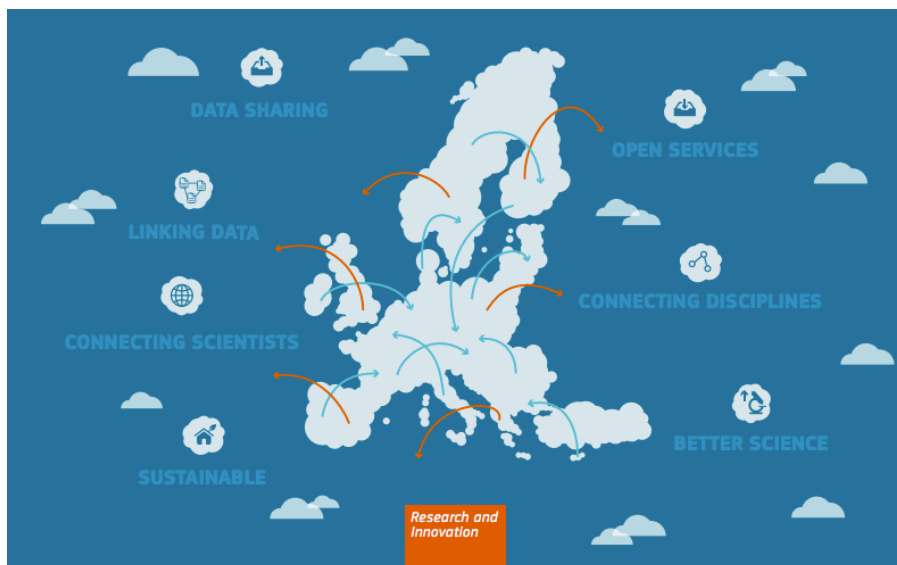 DATA SHARING
OPEN SERVICES
LINKING DATA
CONNECTING DISCIPLINES
CONNECTING SCIENTISTS
BETTER SCIENCE
SUSTAINABLE
Research and
Innovation